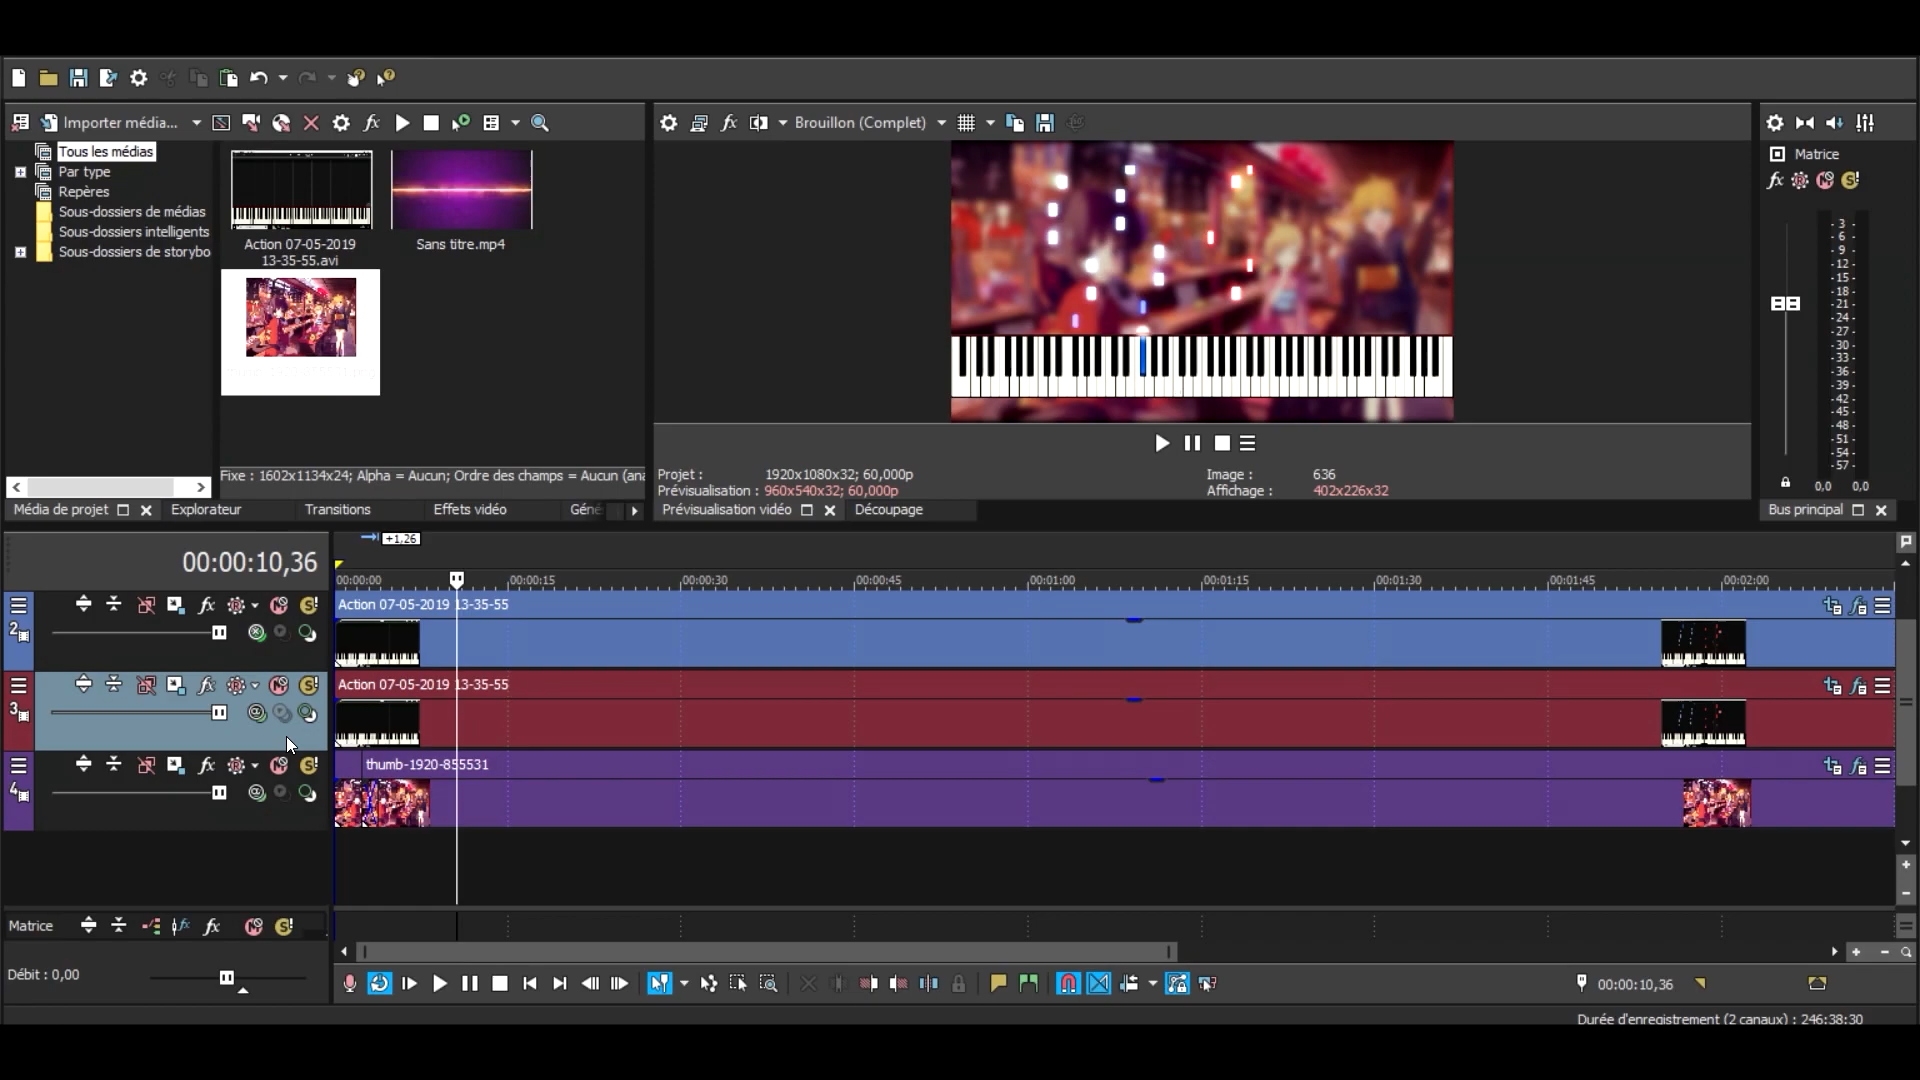 Importer média...
Brouillon (Complet)
Tous les médias
Par type
Repères
Sous-dossiers de médias
Sous-dossiers intelligents
Sous-dossiers de storybo
Action 07-05-2019
13-35-55.avi
Sans titre.mp4
Fixe : 1602x1134x24; Alpha = Aucun; Ordre des champs = Aucun (ana
Média de projet
Explorateur
Transitions
Effets vidéo
Géné
Projet : 1920x1080x32; 60,000p
Prévisualisation : 960x540x32; 60,000p
Image : 636
Affichage : 402x226x32
Prévisualisation vidéo
Découpage
Matrice
fx
- 3 -
- 6 -
- 9 -
-12-
-15-
-18-
-21-
-24-
-27-
-30-
-33-
-36-
-39-
-42-
-45-
-48-
-51-
-54-
-57-
0,0 0,0
Bus principal
+1,26
00:00:10,36
00:00:00 00:00:15 00:00:30 00:00:45 00:01:00 00:01:15 00:01:30 00:01:45 00:02:00
2
Action 07-05-2019 13-35-55
3
Action 07-05-2019 13-35-55
4
thumb-1920-855531
Matrice
Débit : 0,00
00:00:10,36
Durée d'enregistrement (2 canaux) : 246:38:30